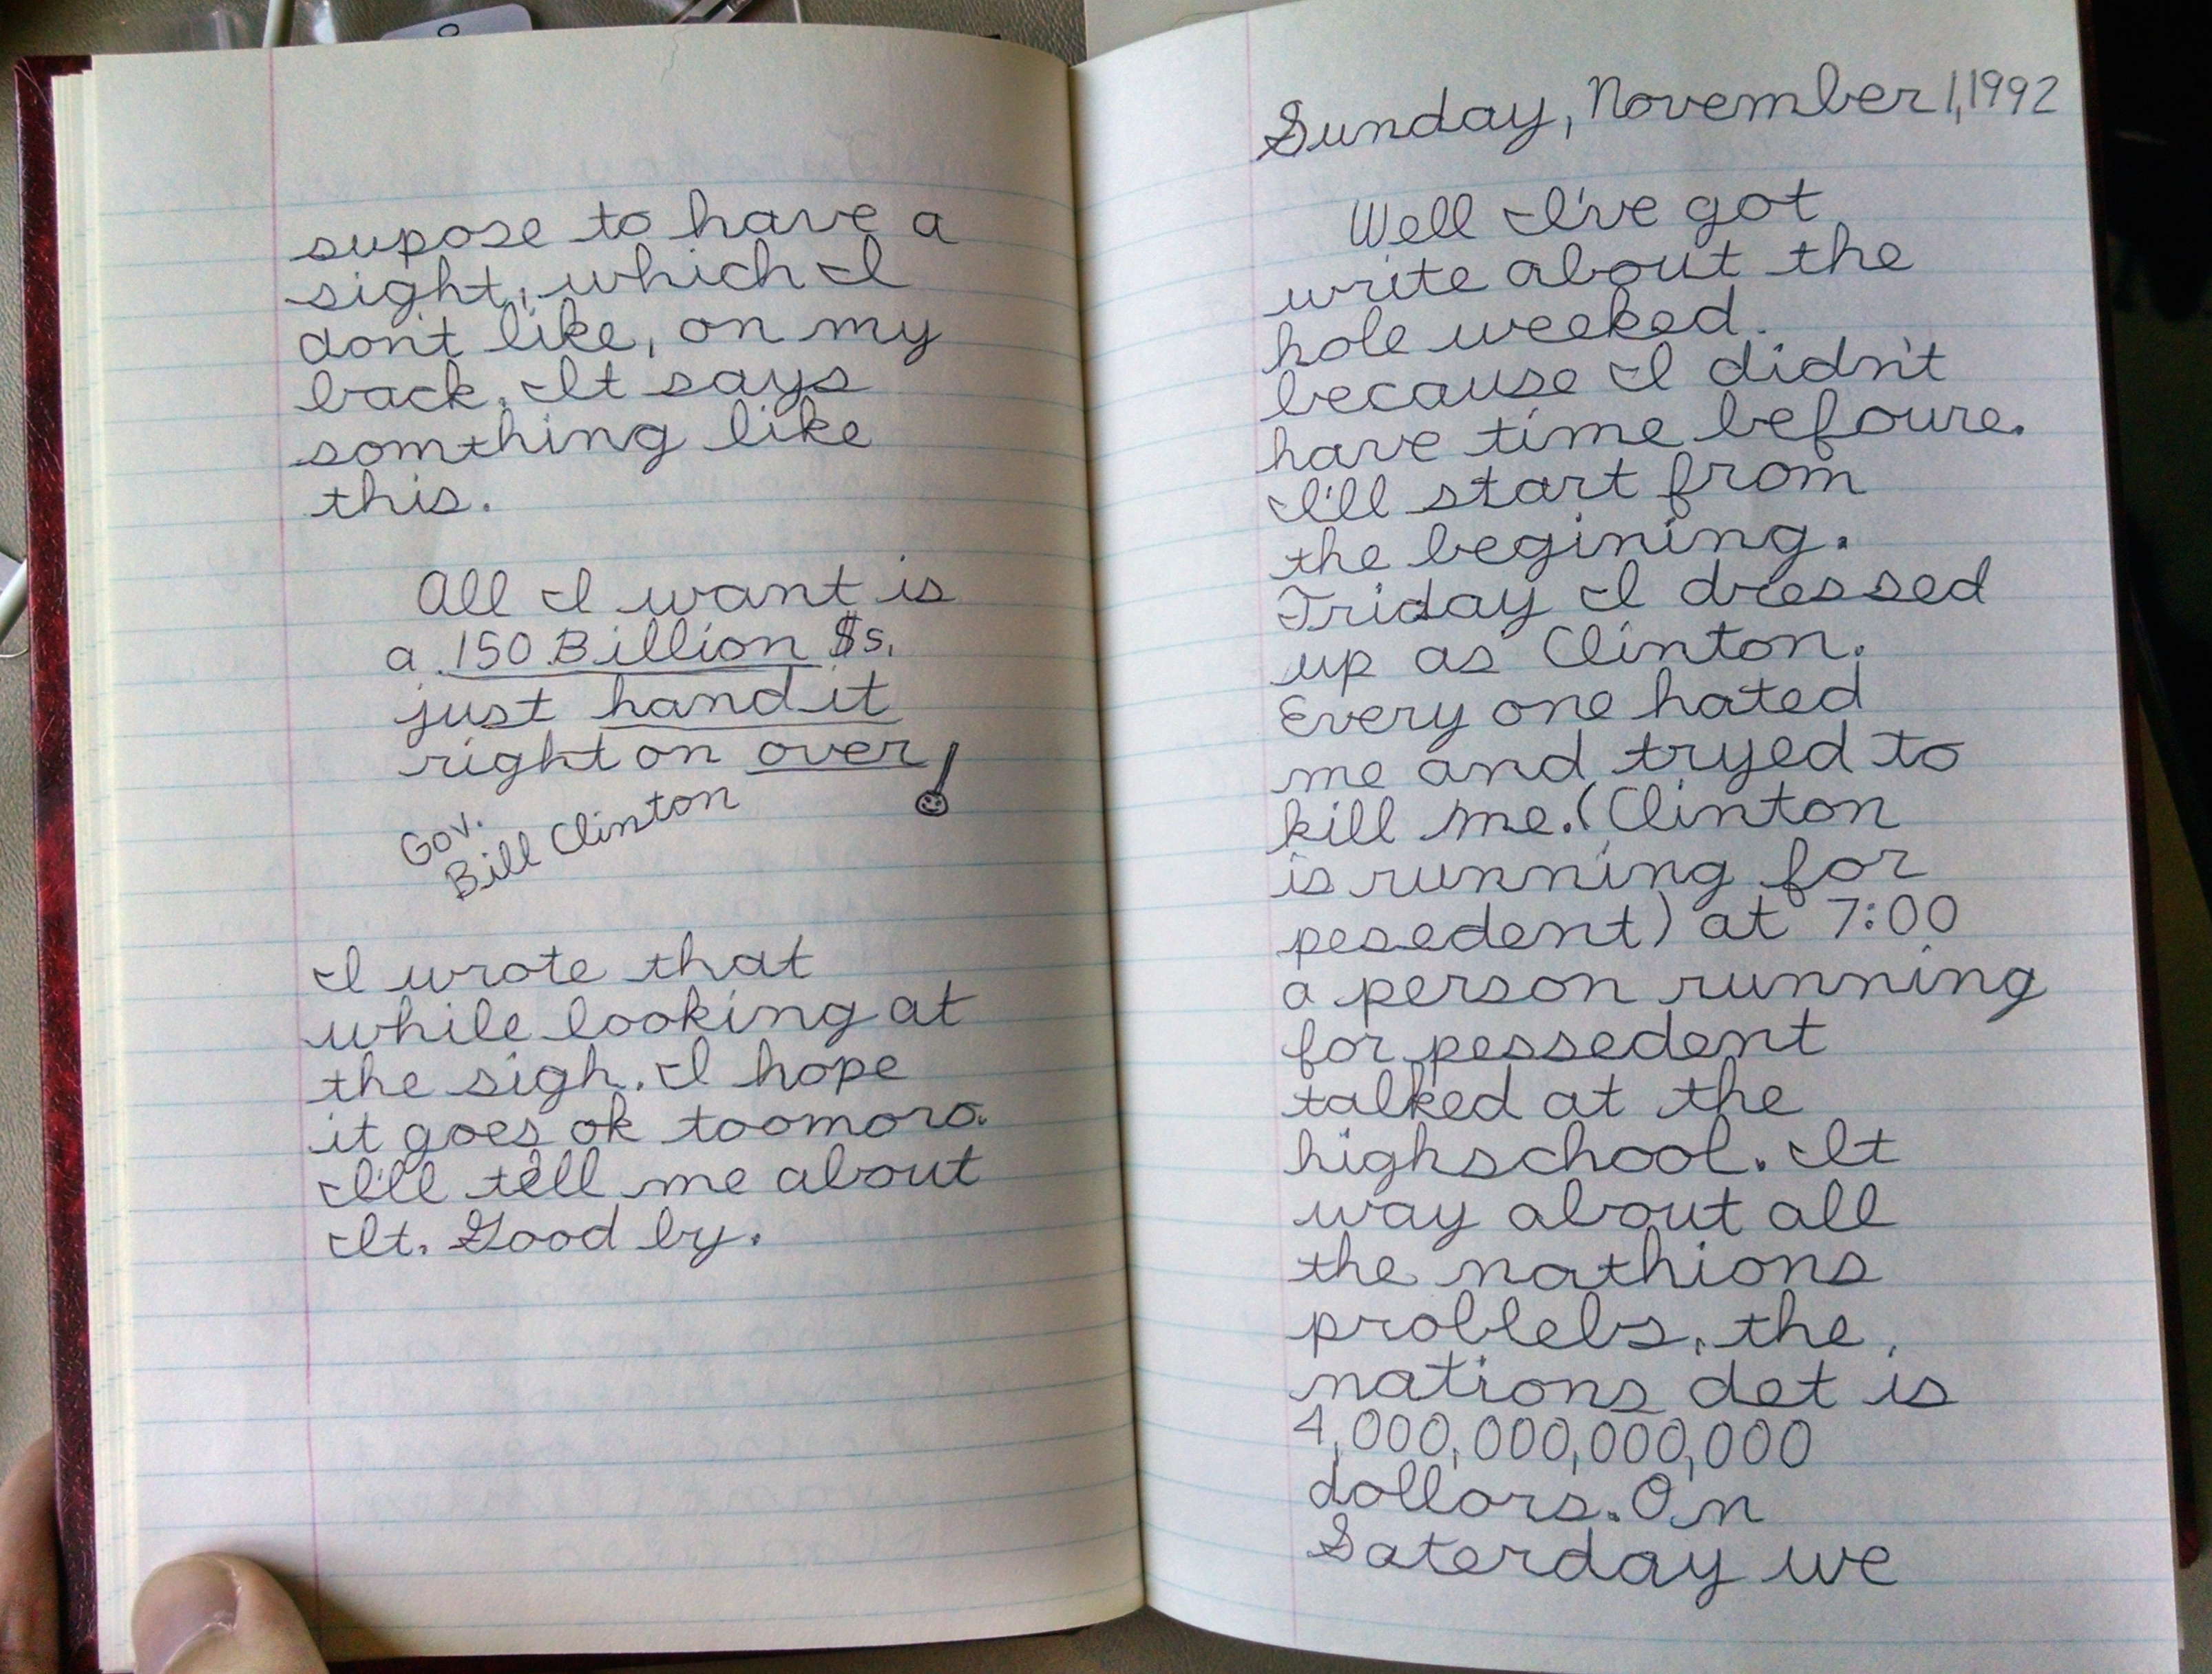 supose to have a
sight, which I
don't like, on my
back. It says
somthing like
this.
All I want is
a 150 Billion $s.
just hand it
right on over!
Gov.
Bill Clinton
I wrote that
while looking at
the sigh. I hope
it goes ok toomoro.
I'll tell me about
It. Good by.
Sunday, November 1, 1992
Well I've got
write about the
hole weeked.
because I didn't
have time befoure.
I'll start from
the begining.
Friday I dressed
up as Clinton.
Every one hated
me and tryed to
kill me. (Clinton
is running for
pesedent) at 7:00
a person running
for pessedent
talked at the
highschool. It
way about all
the nathions
problebs, the
nations det is
4,000,000,000,000
dollors. On
Saterday we